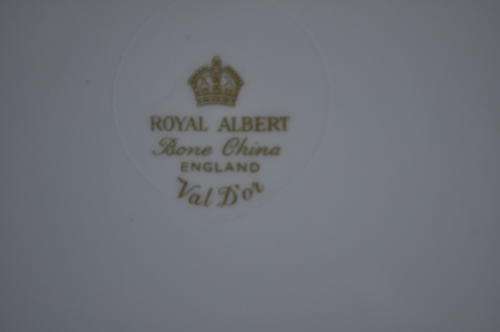 ROYAL ALBERT
Bone China
ENGLAND
Val D'or